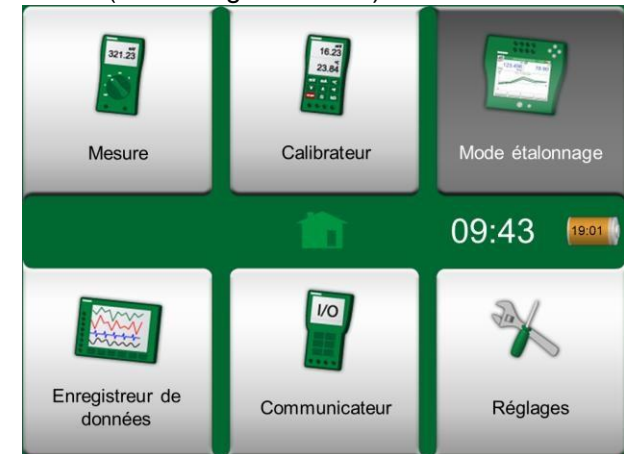 321.23
16.23
23.84
Mesure
Calibrateur
Mode étalonnage
09:43
19:01
I/O
Enregistreur de
données
Communicateur
Réglages